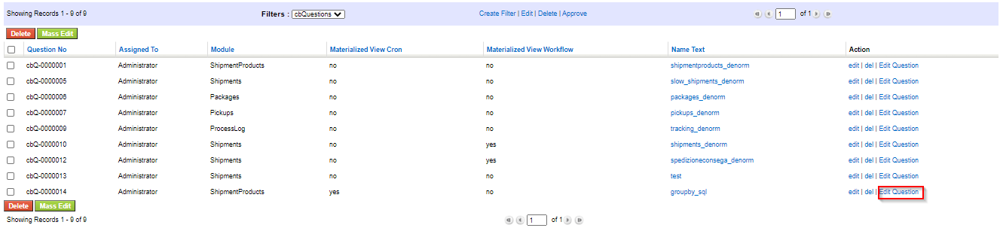 Showing Records 1 - 9 of 9 Filters : cbQuestions Create Filter | Edit | Delete | Approve 1 of 1
Delete Mass Edit
Question No Assigned To Module Materialized View Cron Materialized View Workflow Name Text Action
cbQ-0000001 Administrator ShipmentProducts no no shipmentproducts_denorm edit | del | Edit Question
cbQ-0000005 Administrator Shipments no no slow_shipments_denorm edit | del | Edit Question
cbQ-0000006 Administrator Packages no no packages_denorm edit | del | Edit Question
cbQ-0000007 Administrator Pickups no no pickups_denorm edit | del | Edit Question
cbQ-0000009 Administrator ProcessLog no no tracking_denorm edit | del | Edit Question
cbQ-0000010 Administrator Shipments no yes shipments_denorm edit | del | Edit Question
cbQ-0000012 Administrator Shipments no yes spedizioneconsega_denorm edit | del | Edit Question
cbQ-0000013 Administrator Shipments no no test edit | del | Edit Question
cbQ-0000014 Administrator ShipmentProducts yes no groupby_sql edit | del | Edit Question
Delete Mass Edit
Showing Records 1 - 9 of 9 1 of 1